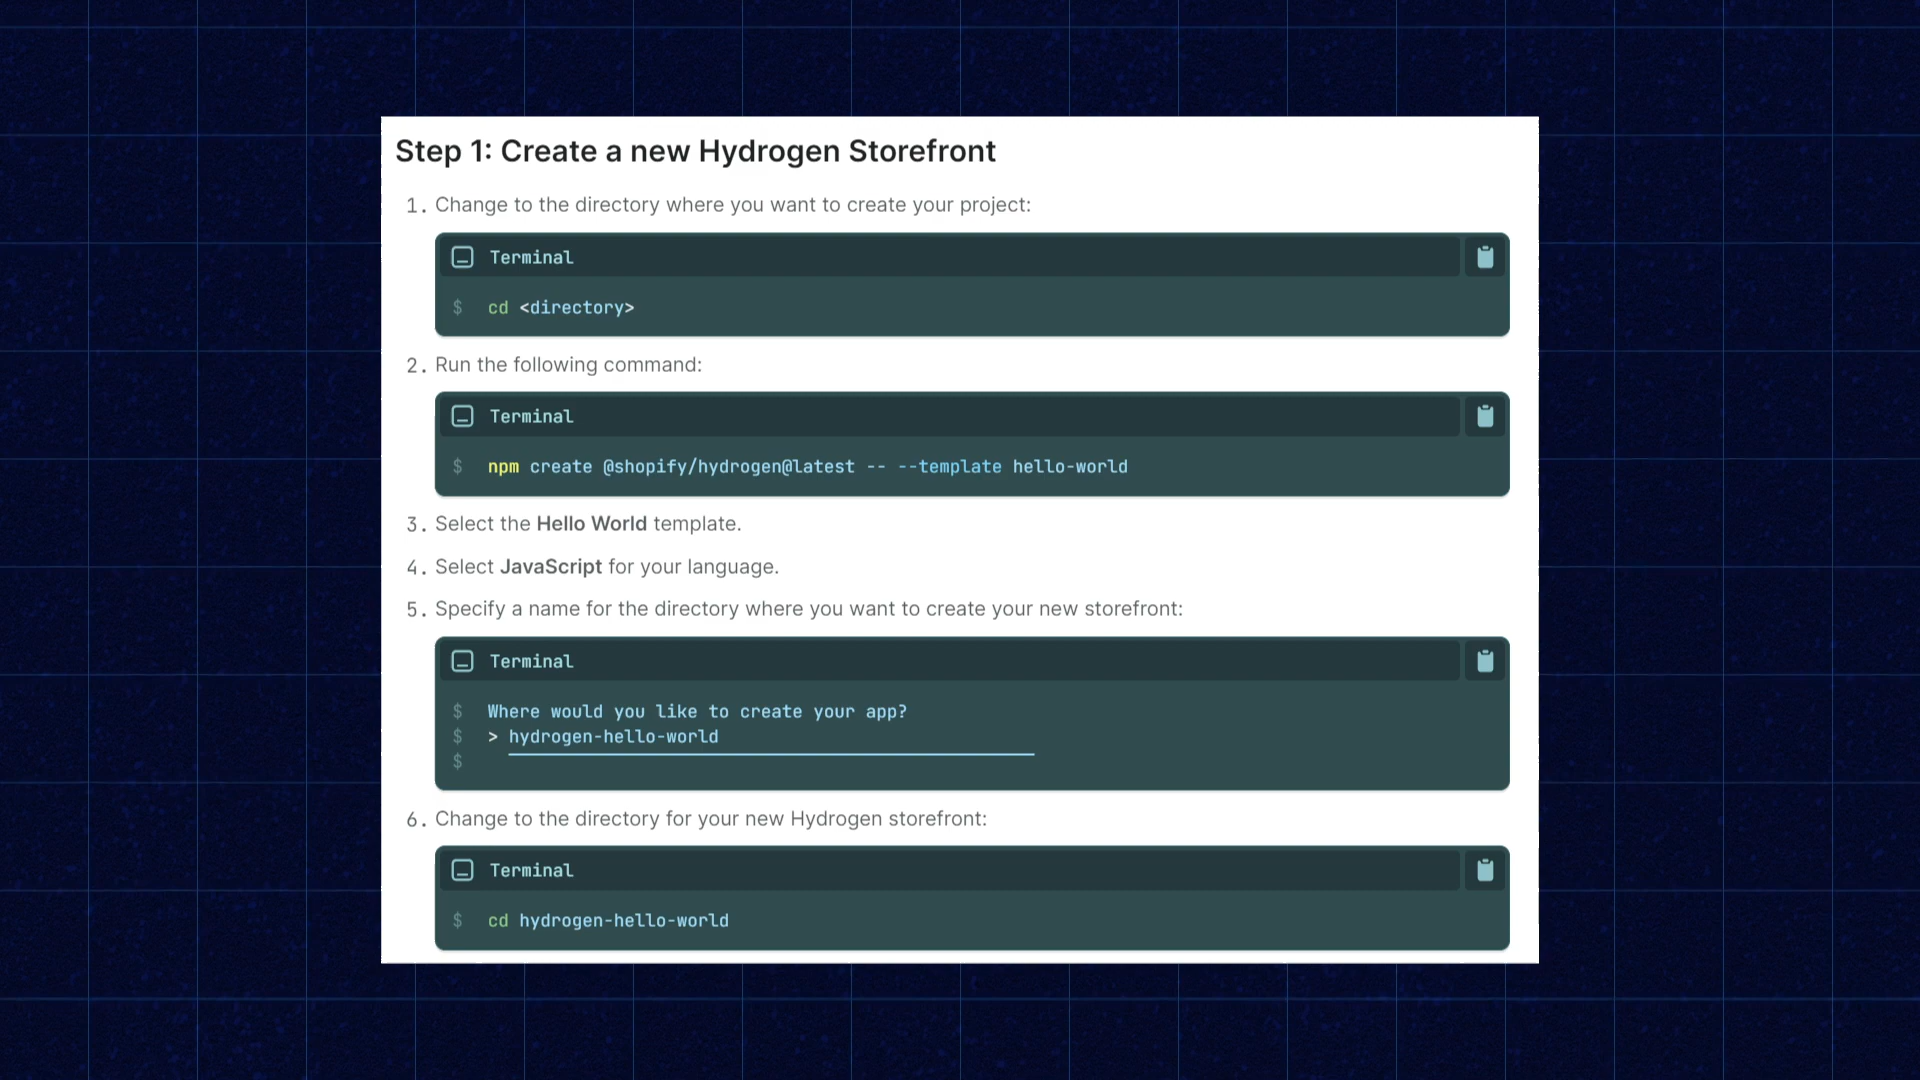 Step 1: Create a new Hydrogen Storefront
1. Change to the directory where you want to create your project:
Terminal
$ cd <directory>
2. Run the following command:
Terminal
$ npm create @shopify/hydrogen@latest -- --template hello-world
3. Select the Hello World template.
4. Select JavaScript for your language.
5. Specify a name for the directory where you want to create your new storefront:
Terminal
$ Where would you like to create your app?
$ > hydrogen-hello-world
$
6. Change to the directory for your new Hydrogen storefront:
Terminal
$ cd hydrogen-hello-world